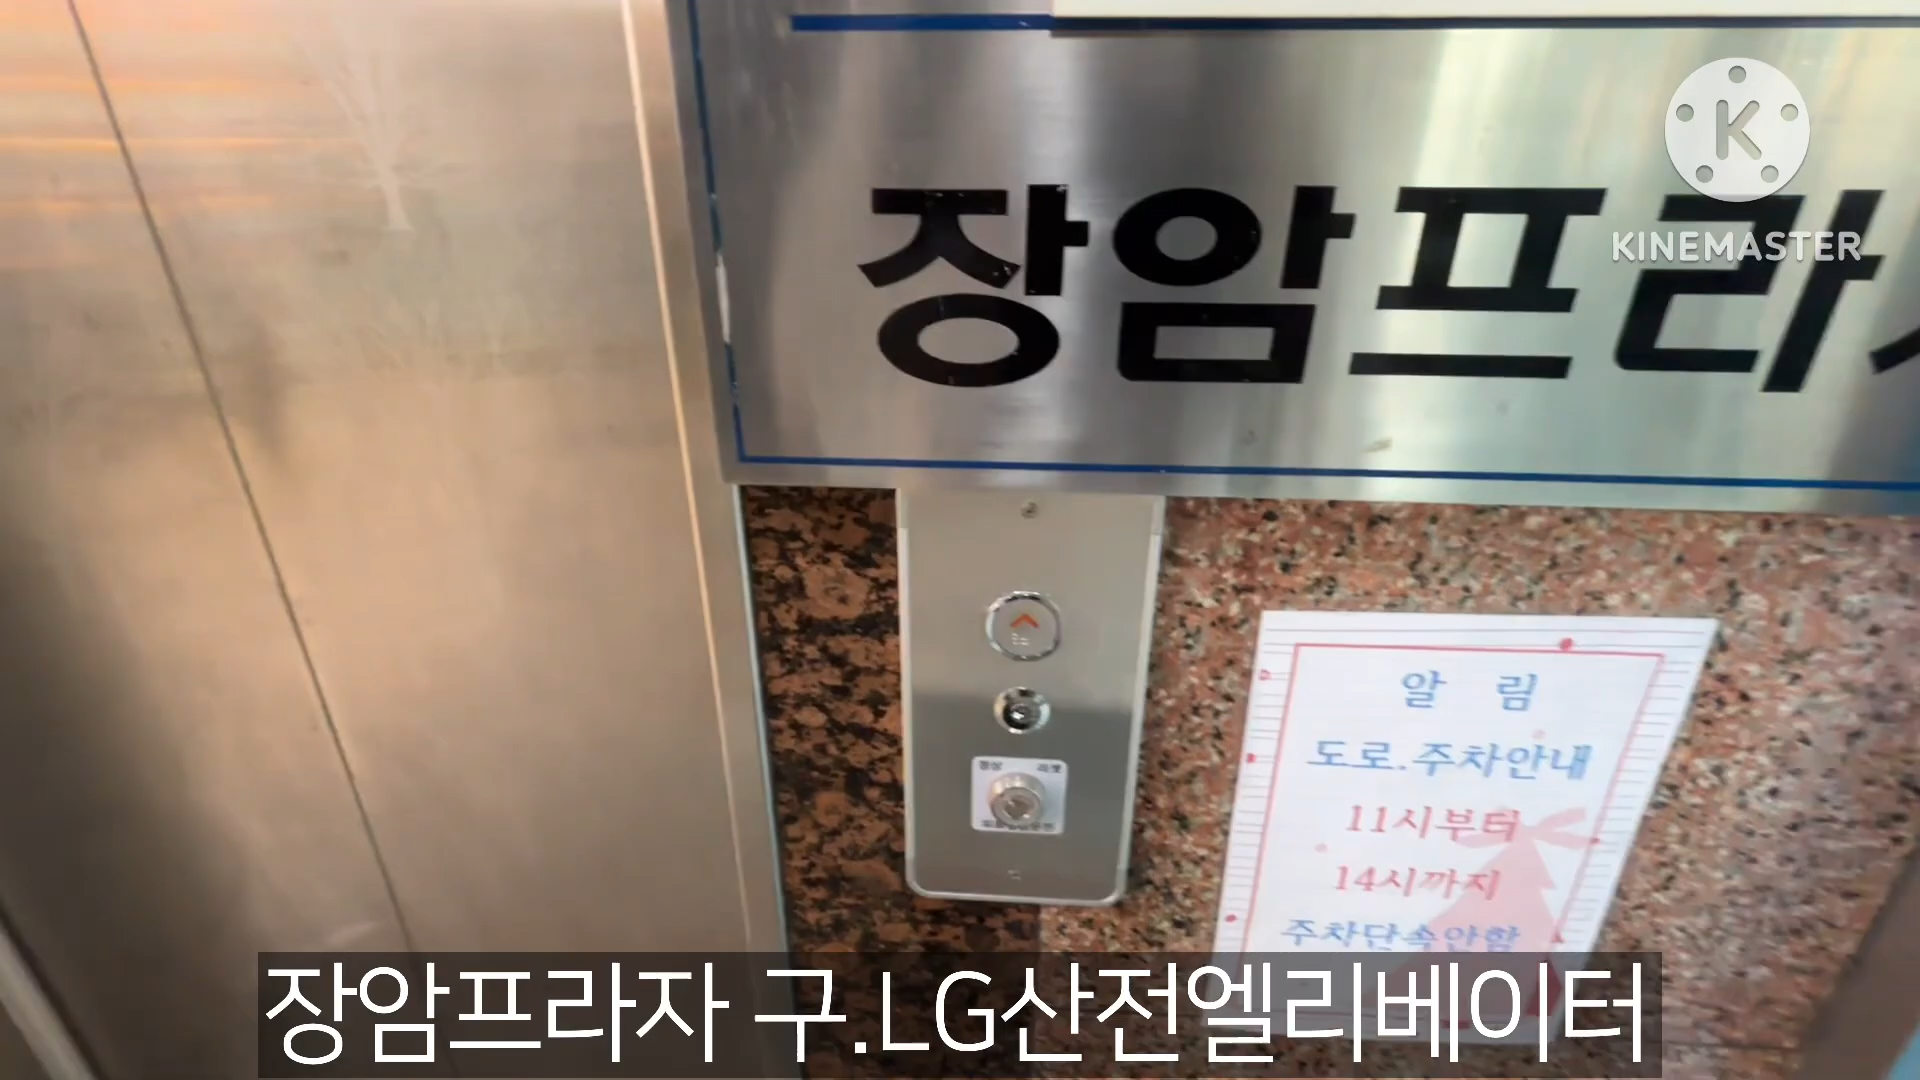 장암프라
K
KINEMASTER
알 림
도로.주차안내
11시부터
14시까지
주차단속안함
장암프라자 구.LG산전엘리베이터